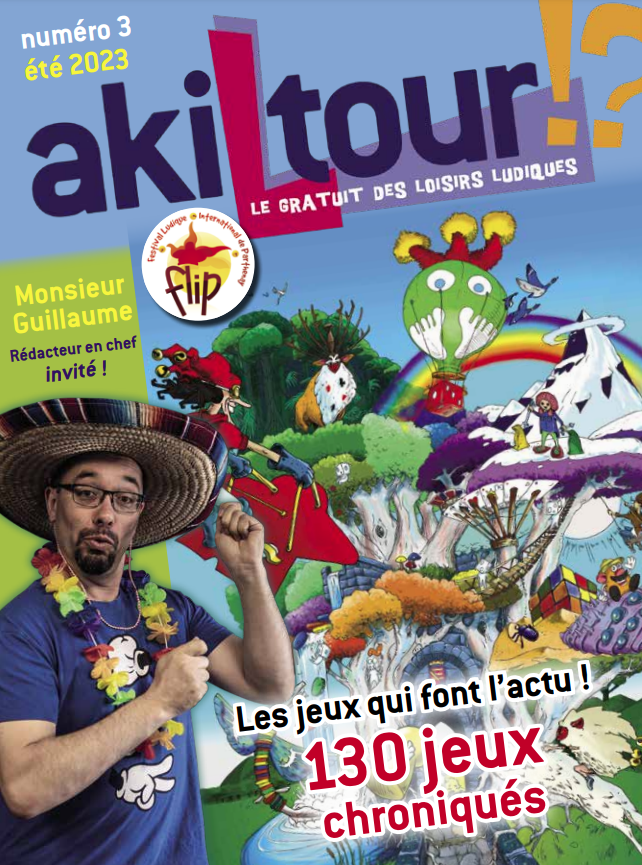 numéro 3
été 2023
akiLtour!?
LE GRATUIT DES LOISIRS LUDIQUES
Festival Ludique International de Parthenay
flip
Monsieur
Guillaume
Rédacteur en chef
invité !
Les jeux qui font l'actu !
130 jeux
chroniqués